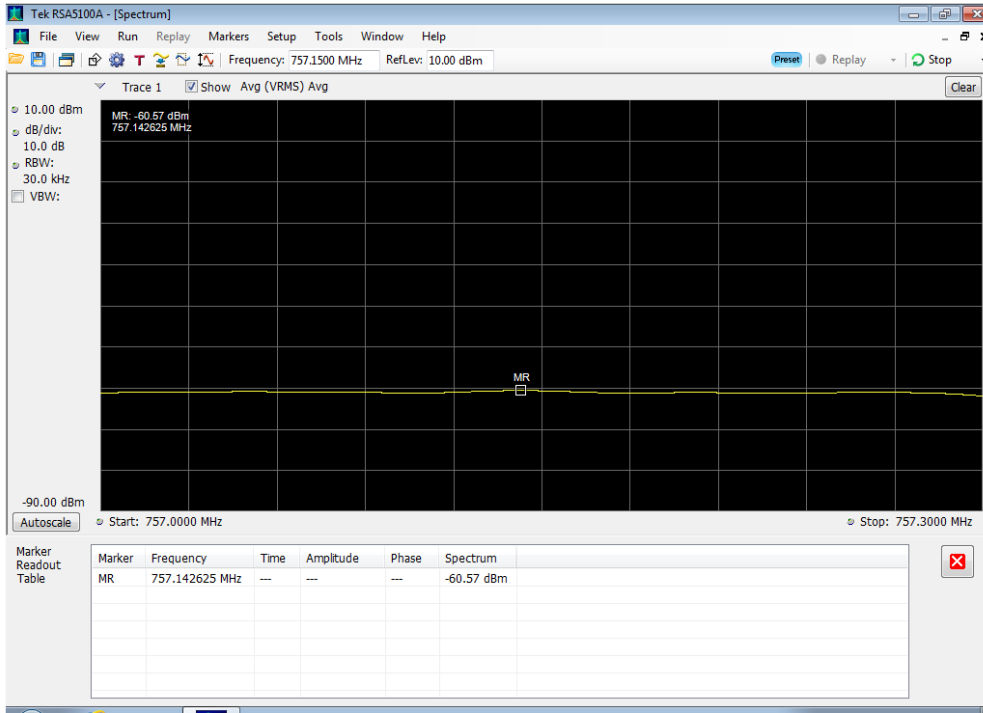 Tek RSA5100A - [Spectrum]
File View Run Replay Markers Setup Tools Window Help
T Frequency: 757.1500 MHz RefLev: 10.00 dBm Preset Replay Stop
Trace 1 Show Avg (VRMS) Avg Clear
10.00 dBm
dB/div:
10.0 dB
RBW:
30.0 kHz
VBW:
MR: -60.57 dBm
757.142625 MHz
MR
-90.00 dBm
Autoscale Start: 757.0000 MHz Stop: 757.3000 MHz
Marker
Readout
Table
Marker Frequency Time Amplitude Phase Spectrum
MR 757.142625 MHz --- --- --- -60.57 dBm